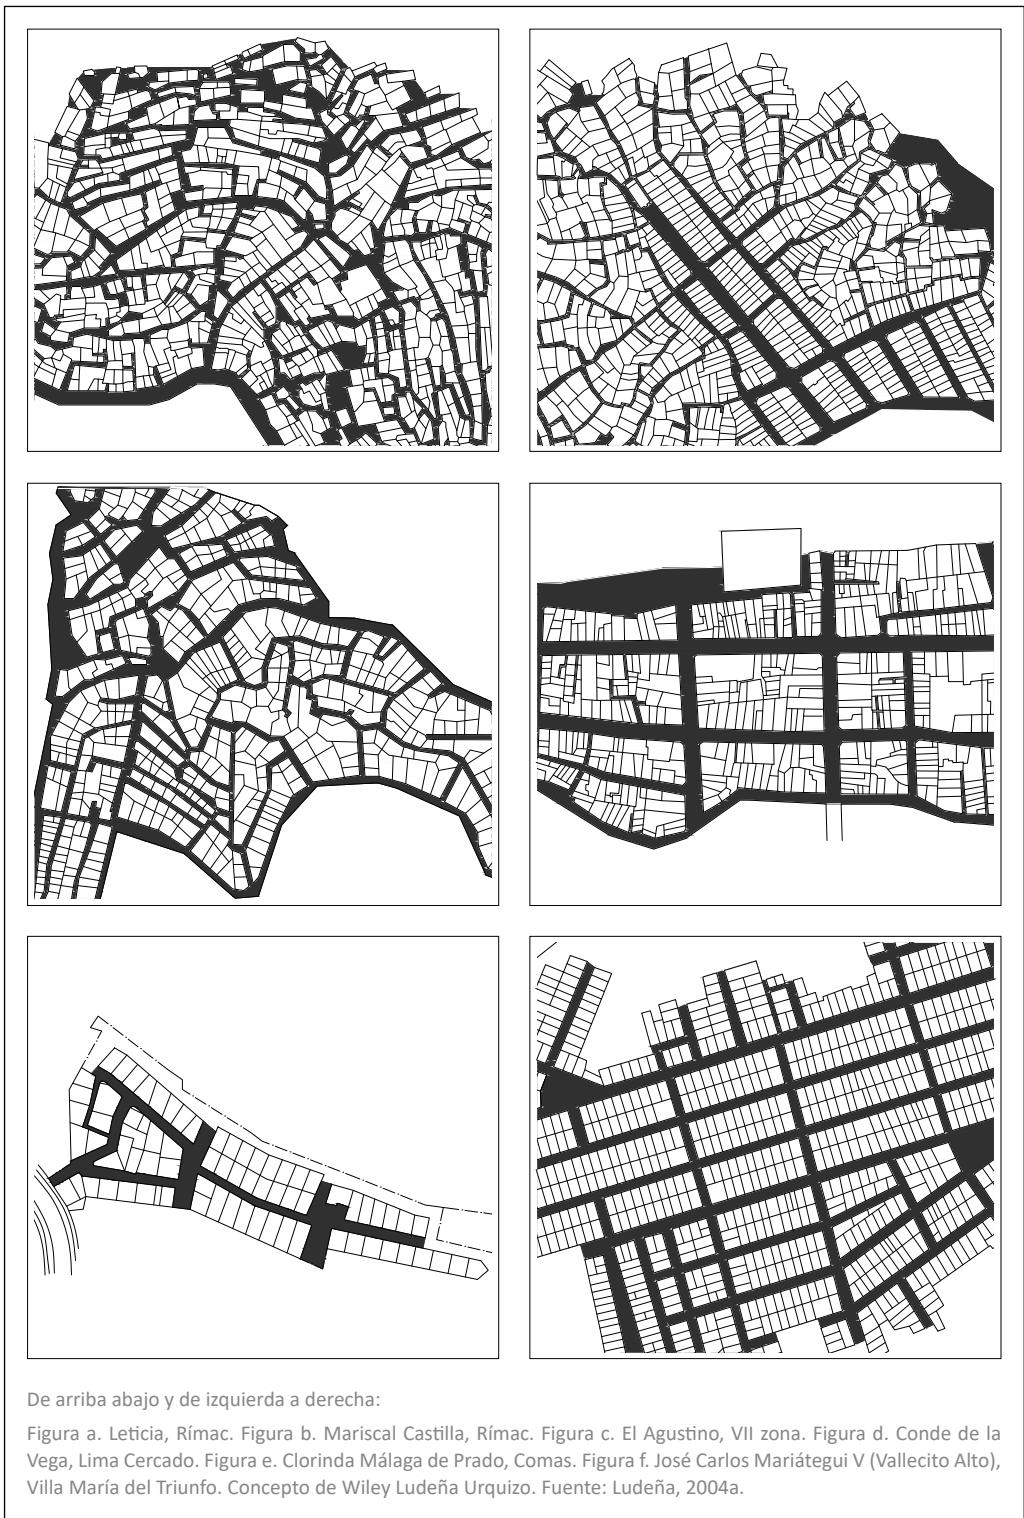 De arriba abajo y de izquierda a derecha:
Figura a. Leticia, Rímac. Figura b. Mariscal Castilla, Rímac. Figura c. El Agustino, VII zona. Figura d. Conde de la
Vega, Lima Cercado. Figura e. Clorinda Málaga de Prado, Comas. Figura f. José Carlos Mariátegui V (Vallecito Alto),
Villa María del Triunfo. Concepto de Wiley Ludeña Urquizo. Fuente: Ludeña, 2004a.